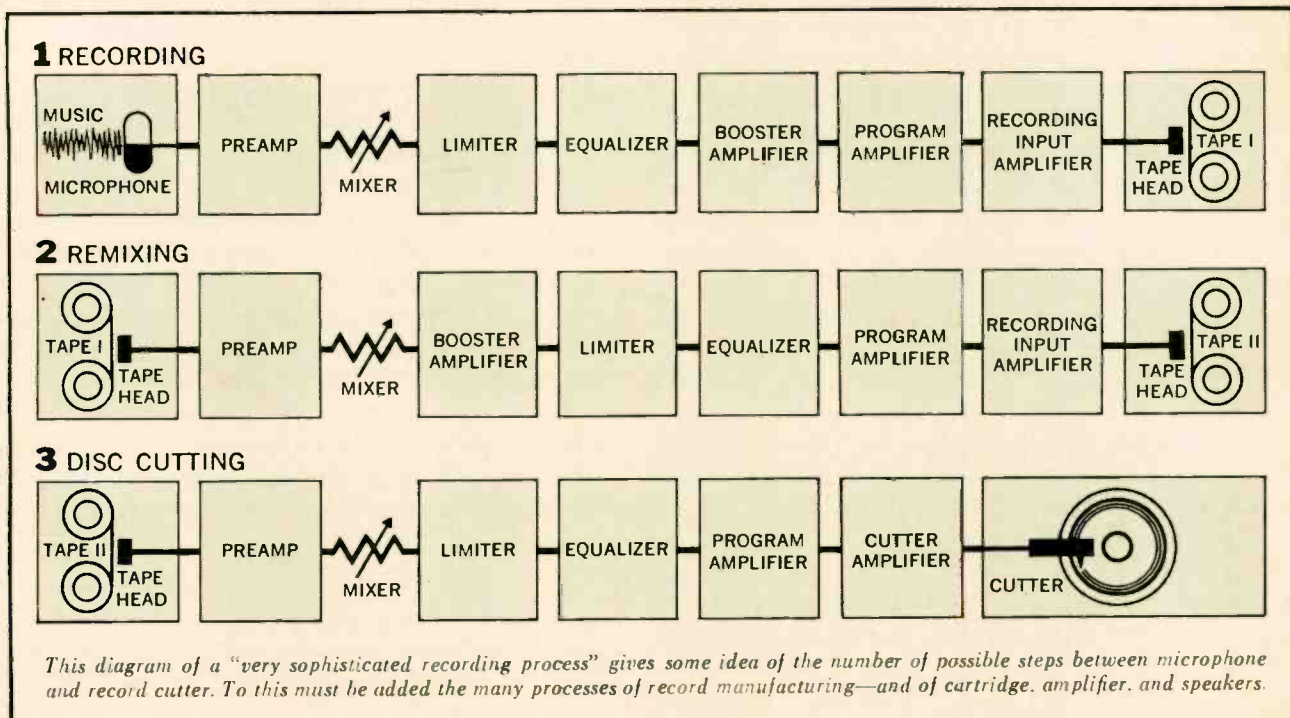 1 RECORDING
MUSIC
MICROPHONE
PREAMP
MIXER
LIMITER
EQUALIZER
BOOSTER
AMPLIFIER
PROGRAM
AMPLIFIER
RECORDING
INPUT
AMPLIFIER
TAPE
HEAD
TAPE I
2 REMIXING
TAPE I
TAPE
HEAD
PREAMP
MIXER
BOOSTER
AMPLIFIER
LIMITER
EQUALIZER
PROGRAM
AMPLIFIER
RECORDING
INPUT
AMPLIFIER
TAPE
HEAD
TAPE II
3 DISC CUTTING
TAPE II
TAPE
HEAD
PREAMP
MIXER
LIMITER
EQUALIZER
PROGRAM
AMPLIFIER
CUTTER
AMPLIFIER
CUTTER
This diagram of a "very sophisticated recording process" gives some idea of the number of possible steps between microphone
and record cutter. To this must be added the many processes of record manufacturing—and of cartridge, amplifier, and speakers.